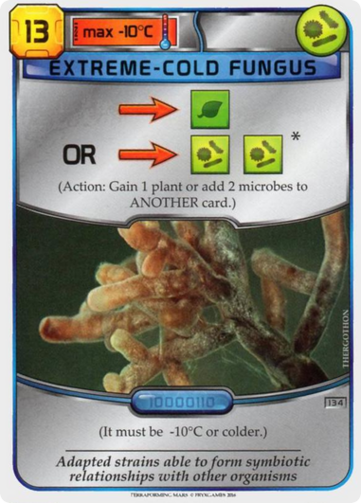 13 max -10°C
EXTREME-COLD FUNGUS
OR *
(Action: Gain 1 plant or add 2 microbes to
ANOTHER card.)
THERGOTHON
10000110
134
(It must be -10°C or colder.)
Adapted strains able to form symbiotic
relationships with other organisms
TERRAFORMING MARS © FRYXGAMES 2016